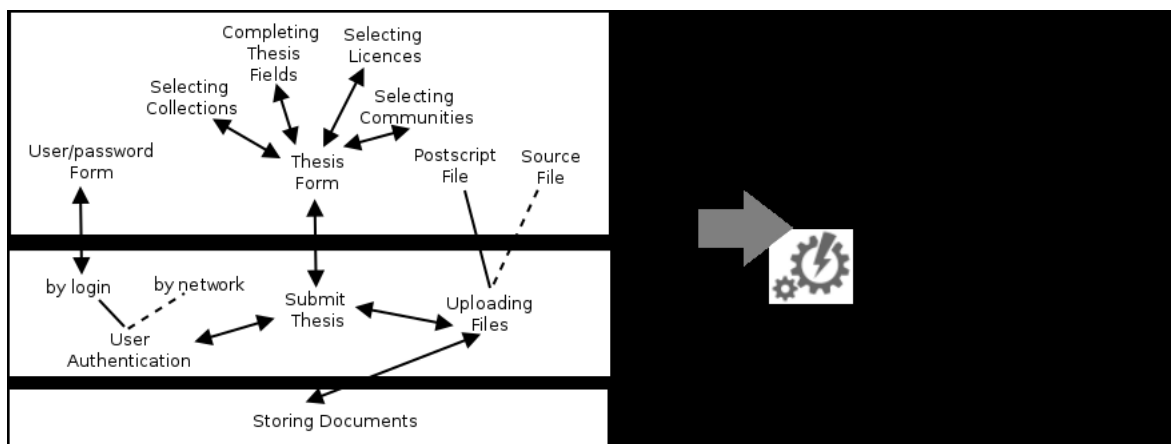 Completing
Thesis
Fields
Selecting
Licences
Selecting
Collections
Selecting
Communities
User/password
Form
Thesis
Form
Postscript
File
Source
File
by login
by network
Submit
Thesis
Uploading
Files
User
Authentication
Storing Documents